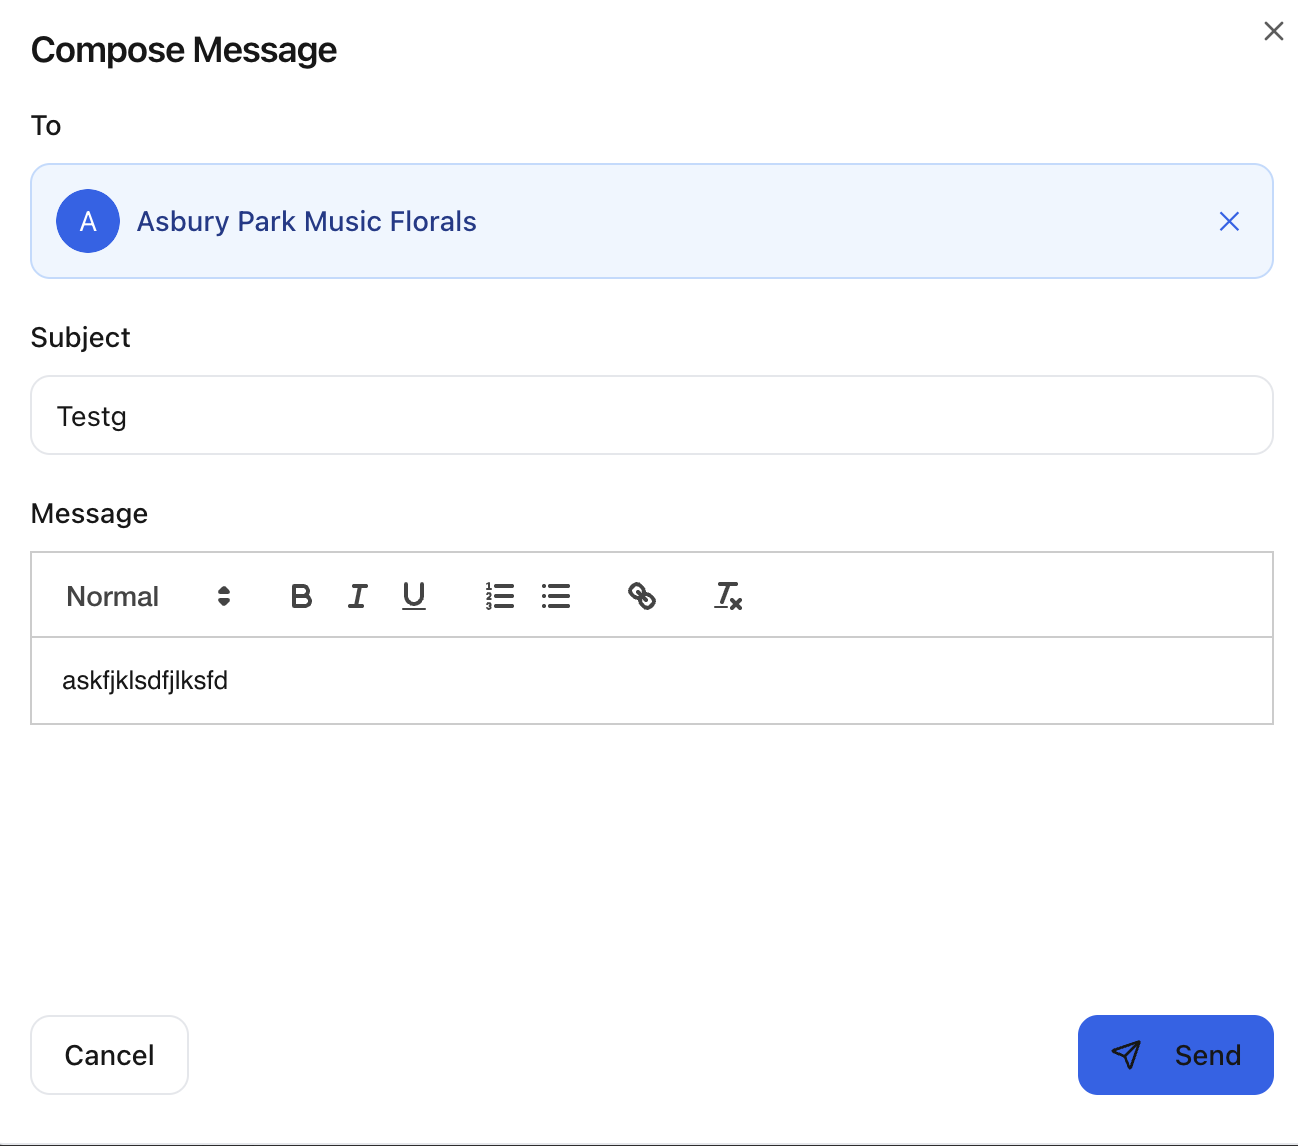 Compose Message
To
A Asbury Park Music Florals
Subject
Testg
Message
Normal
askfjklsdfjlksfd
Cancel
Send